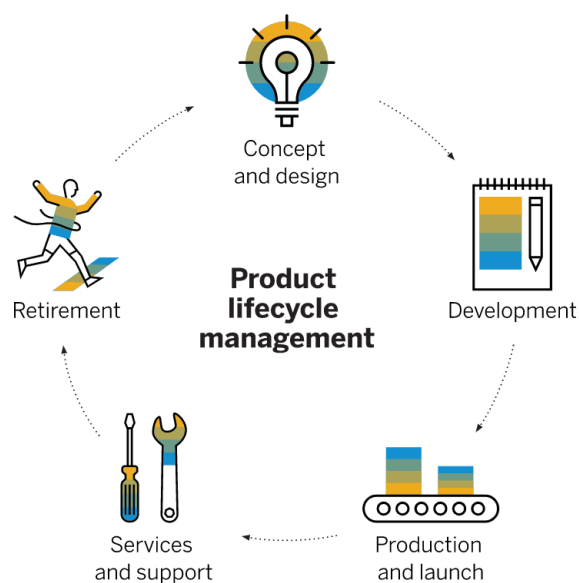 Concept
and design
Development
Production
and launch
Services
and support
Retirement
Product
lifecycle
management